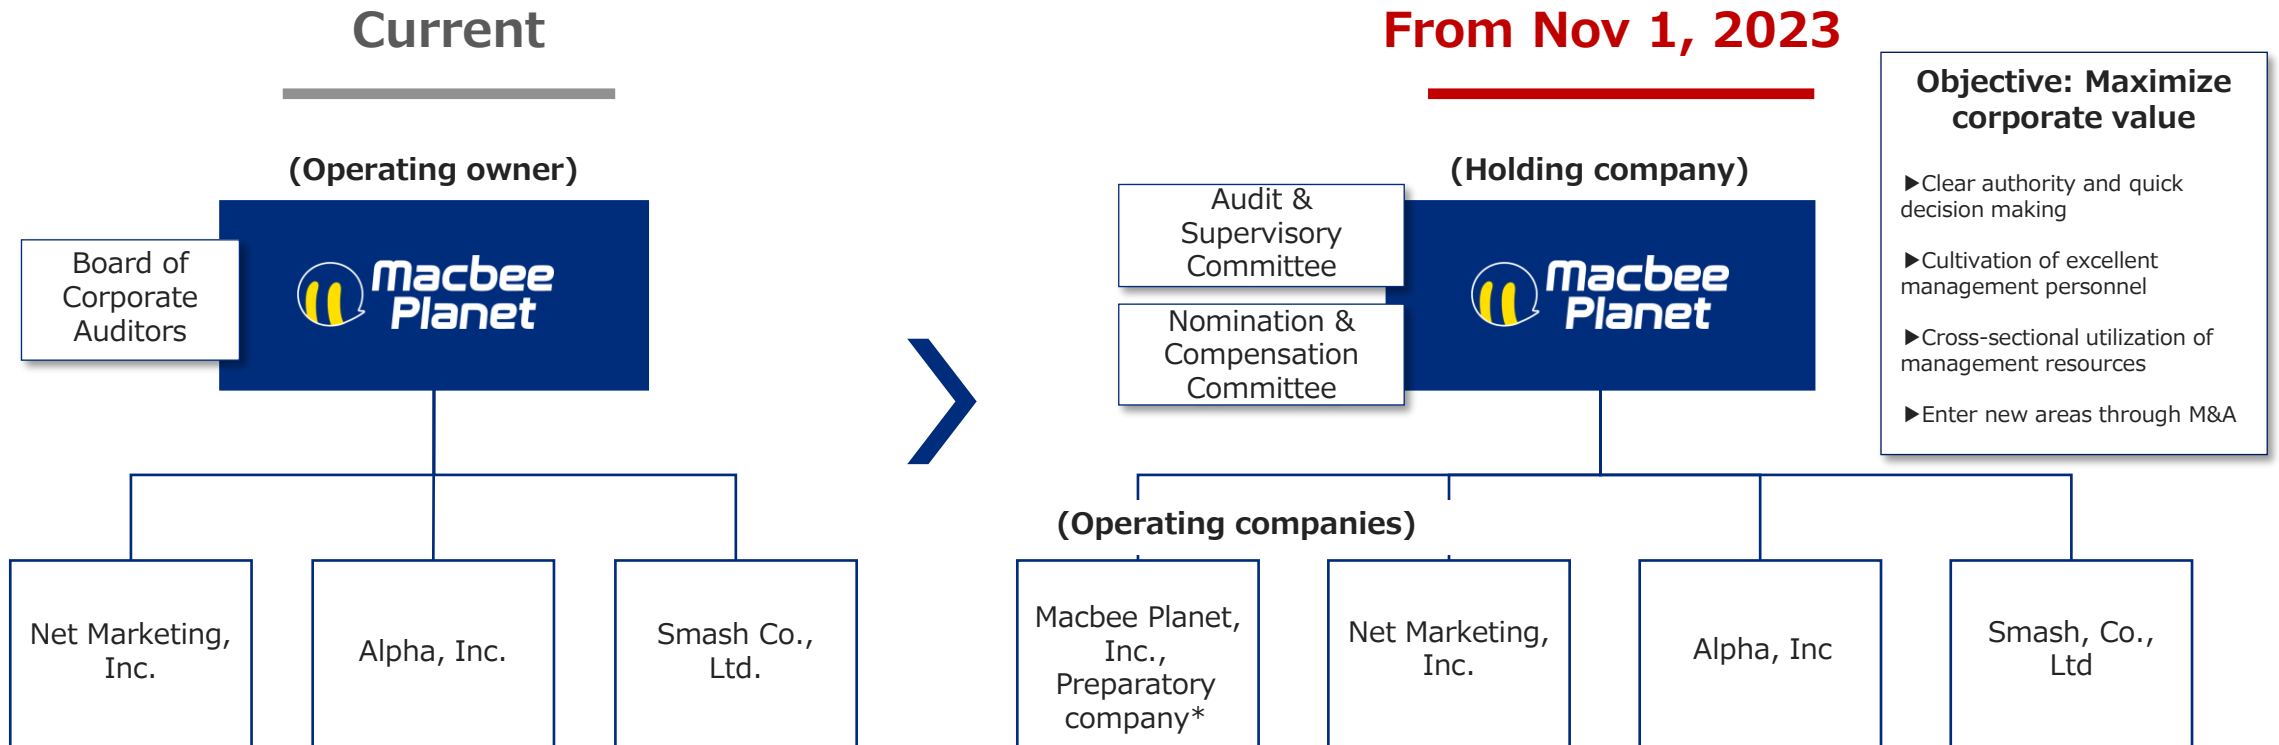 Current
(Operating owner)
Board of
Corporate
Auditors
Macbee
Planet
Net Marketing,
Inc.
Alpha, Inc.
Smash Co.,
Ltd.
From Nov 1, 2023
(Holding company)
Audit &
Supervisory
Committee
Nomination &
Compensation
Committee
Macbee
Planet
(Operating companies)
Macbee Planet,
Inc.,
Preparatory
company*
Net Marketing,
Inc.
Alpha, Inc
Smash, Co.,
Ltd
Objective: Maximize
corporate value
▶Clear authority and quick
decision making
▶Cultivation of excellent
management personnel
▶Cross-sectional utilization of
management resources
▶Enter new areas through M&A